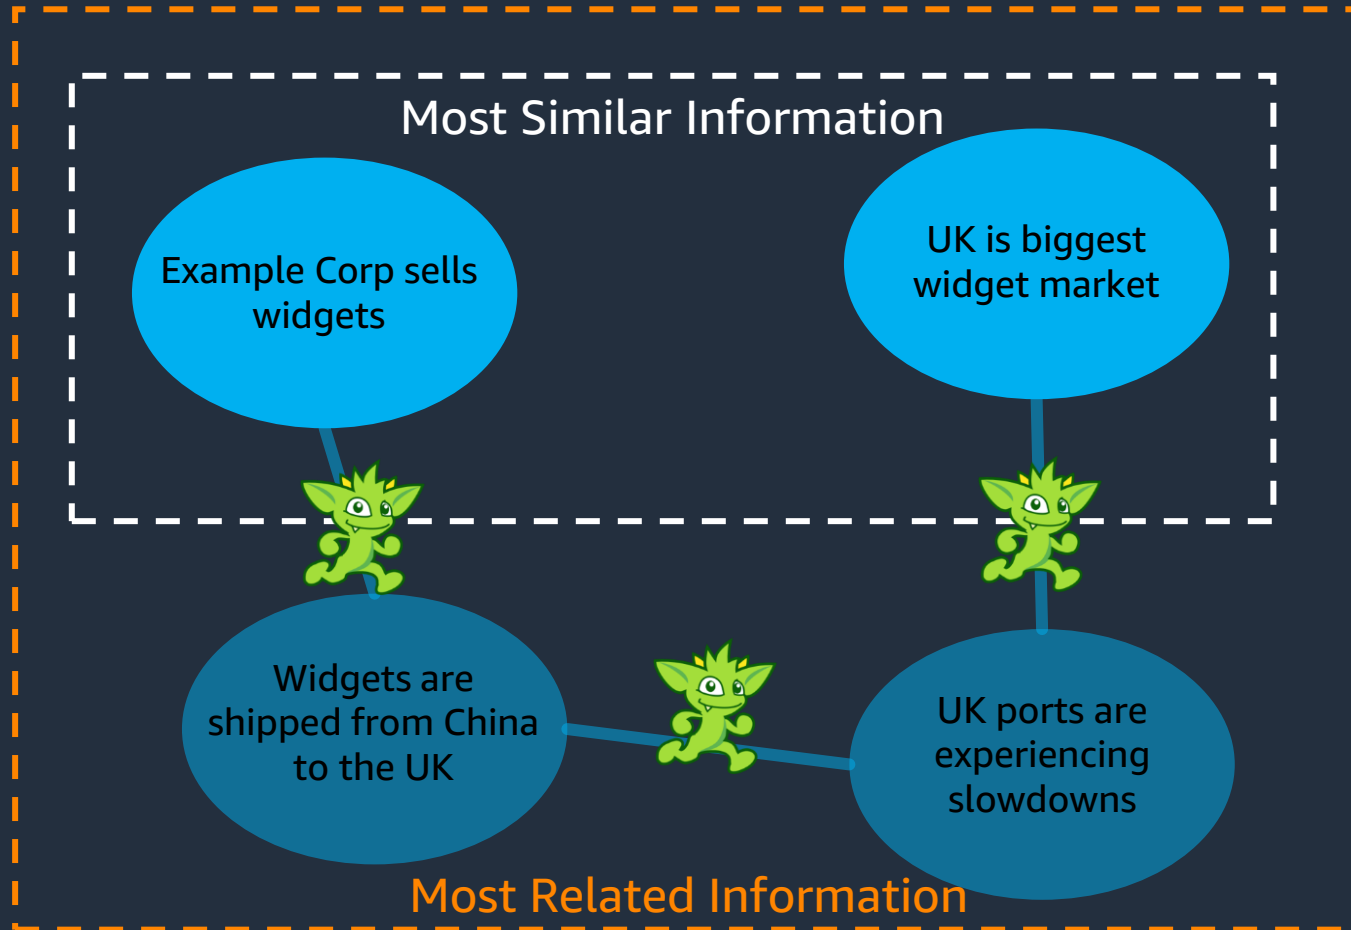 Most Similar Information
Example Corp sells
widgets
UK is biggest
widget market
Widgets are
shipped from China
to the UK
UK ports are
experiencing
slowdowns
Most Related Information